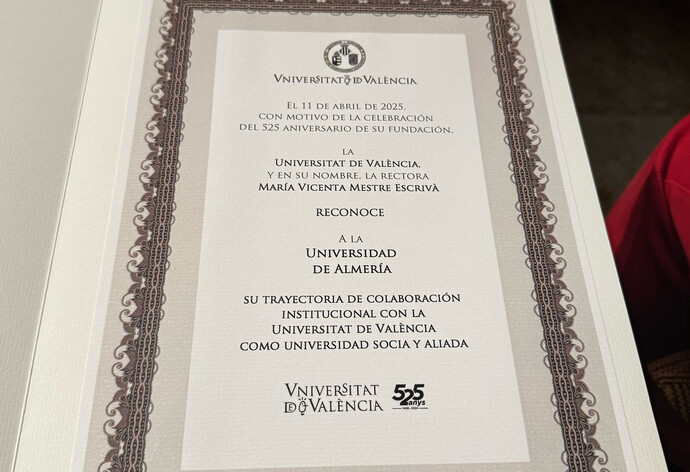 VNIVERSITAT DE VALÈNCIA
EL 11 DE ABRIL DE 2025,
CON MOTIVO DE LA CELEBRACIÓN
DEL 525 ANIVERSARIO DE SU FUNDACIÓN,
LA
UNIVERSITAT DE VALÈNCIA,
Y EN SU NOMBRE, LA RECTORA
MARÍA VICENTA MESTRE ESCRIVÀ
RECONOCE
A LA
UNIVERSIDAD
DE ALMERÍA
SU TRAYECTORIA DE COLABORACIÓN
INSTITUCIONAL CON LA
UNIVERSITAT DE VALÈNCIA
COMO UNIVERSIDAD SOCIA Y ALIADA
VNIVERSITAT
DE VALÈNCIA
525
anys